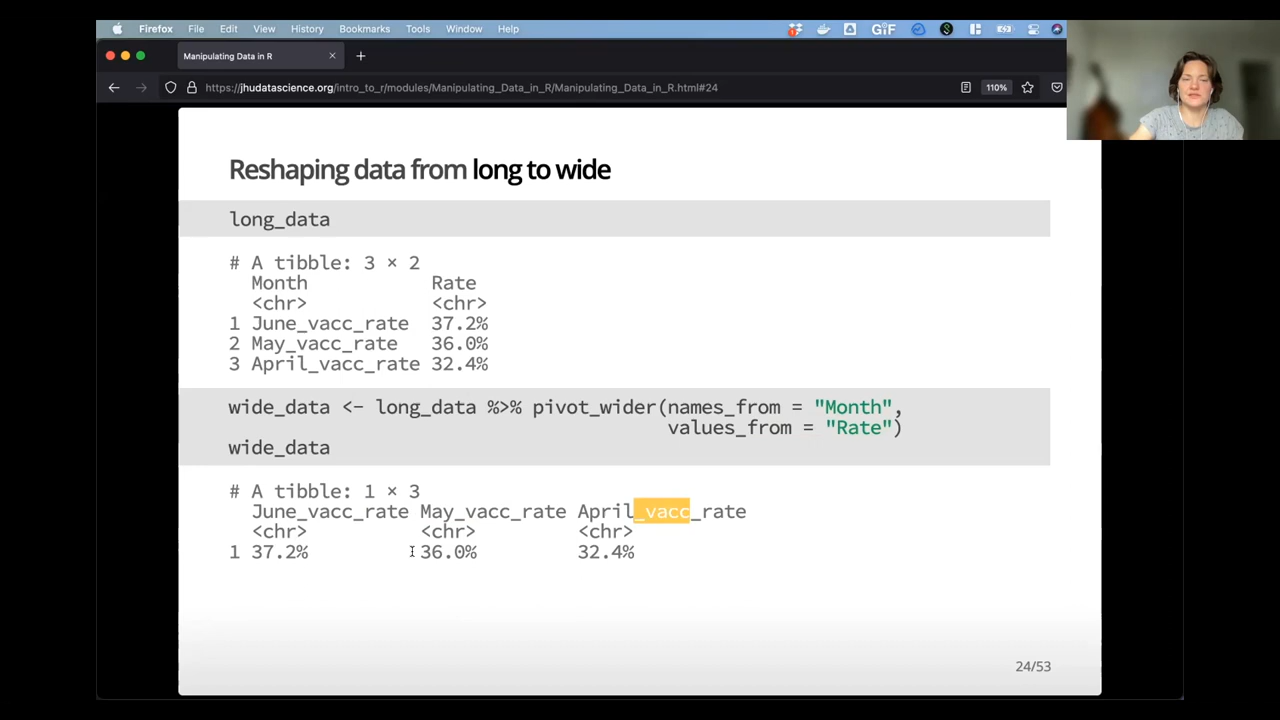 Firefox File Edit View History Bookmarks Tools Window Help GIF
Manipulating Data in R
https://jhudatascience.org/intro_to_r/modules/Manipulating_Data_in_R/Manipulating_Data_in_R.html#24 110%
Reshaping data from long to wide
long_data
# A tibble: 3 × 2
Month Rate
<chr> <chr>
1 June_vacc_rate 37.2%
2 May_vacc_rate 36.0%
3 April_vacc_rate 32.4%
wide_data <- long_data %>% pivot_wider(names_from = "Month",
values_from = "Rate")
wide_data
# A tibble: 1 × 3
June_vacc_rate May_vacc_rate April_vacc_rate
<chr> <chr> <chr>
1 37.2% 36.0% 32.4%
24/53